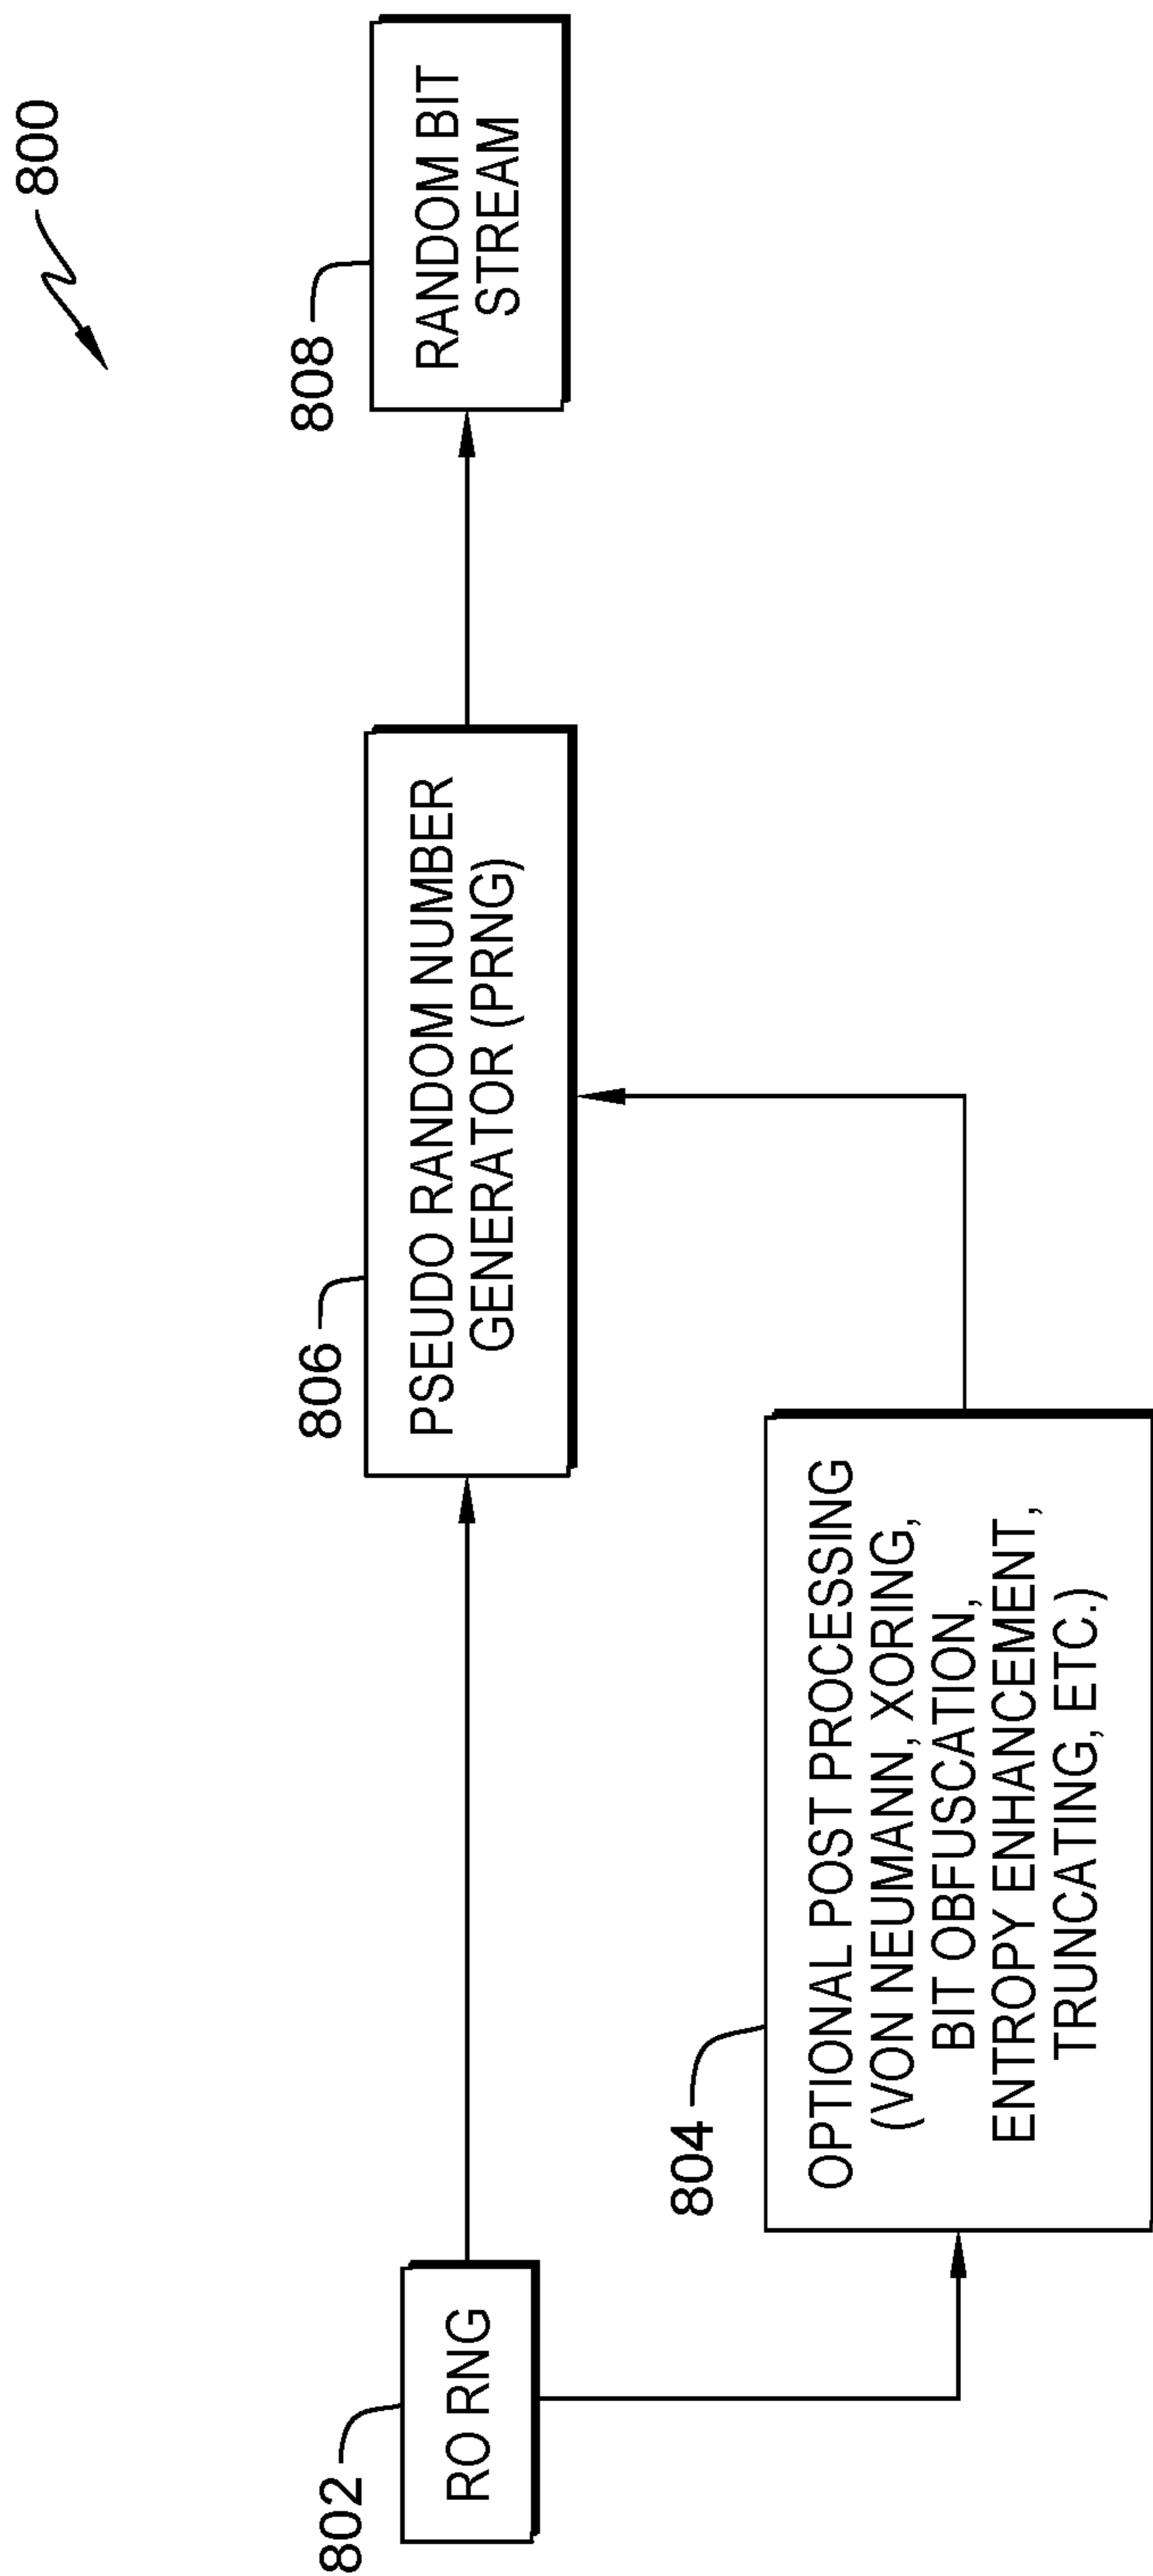 800
802
RO RNG
806
PSEUDO RANDOM NUMBER
GENERATOR (PRNG)
808
RANDOM BIT
STREAM
804
OPTIONAL POST PROCESSING
(VON NEUMANN, XORING,
BIT OBFUSCATION,
ENTROPY ENHANCEMENT,
TRUNCATING, ETC.)